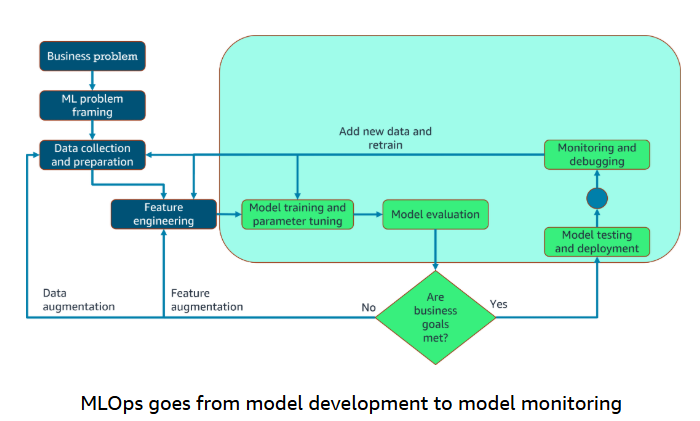 Business problem
ML problem
framing
Data collection
and preparation
Add new data and
retrain
Monitoring and
debugging
Feature
engineering
Model training and
parameter tuning
Model evaluation
Model testing
and deployment
Data
augmentation
Feature
augmentation
No
Are
business
goals
met?
Yes
MLOps goes from model development to model monitoring